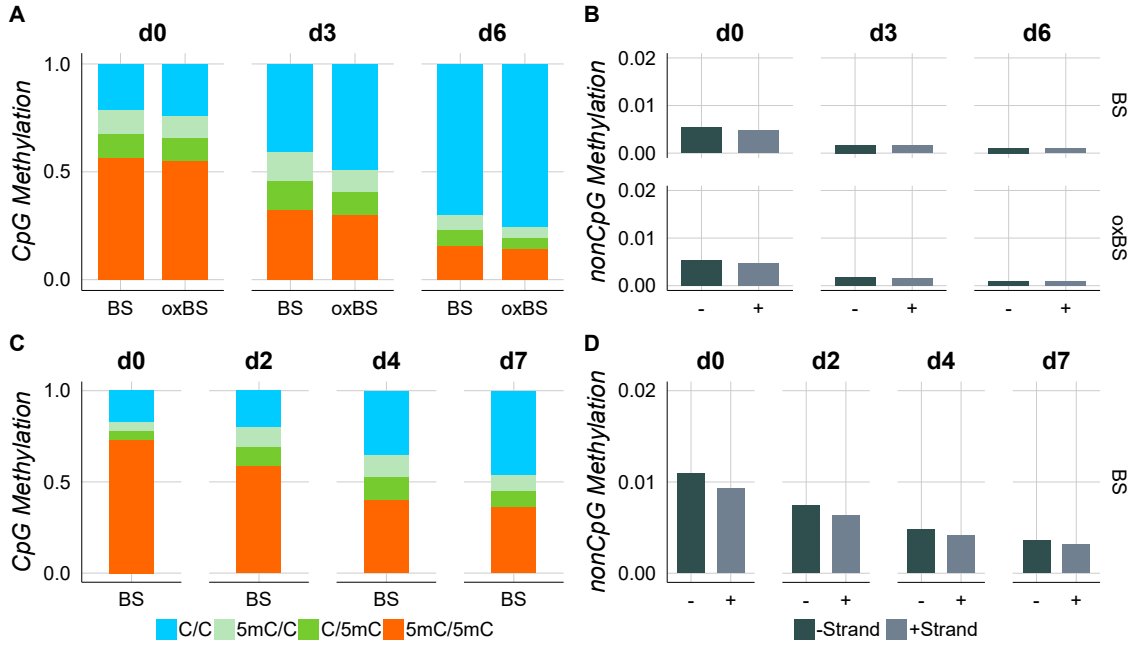 A
d0 d3 d6
CpG Methylation
1.0
0.5
0.0
BS oxBS BS oxBS BS oxBS
B
d0 d3 d6
nonCpG Methylation
0.02
0.01
0.00
BS
0.02
0.01
0.00
oxBS
- + - + - +
C
d0 d2 d4 d7
CpG Methylation
1.0
0.5
0.0
BS BS BS BS
C/C 5mC/C C/5mC 5mC/5mC
D
d0 d2 d4 d7
nonCpG Methylation
0.02
0.01
0.00
BS
- + - + - + - +
-Strand +Strand